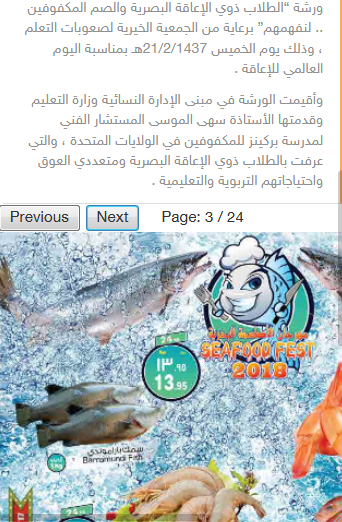 ورشة “الطلاب ذوي الإعاقة البصرية والصم المكفوفين
.. لنفهمهم” برعاية من الجمعية الخيرية لصعوبات التعلم
، وذلك يوم الخميس 21/2/1437هـ بمناسبة اليوم
العالمي للإعاقة .
وأقيمت الورشة في مبنى الإدارة النسائية وزارة التعليم
وقدمتها الأستاذة سهى الموسى المستشار الفني
لمدرسة بركينز للمكفوفين في الولايات المتحدة ، والتي
عرفت بالطلاب ذوي الإعاقة البصرية ومتعددي العوق
واحتياجاتهم التربوية والتعليمية .
Previous Next Page: 3 / 24
مهرجان الأطعمة البحرية
SEAFOOD FEST
2018
١٣.٩٥
13.95
سمك باراموندي
Barramundi Fish